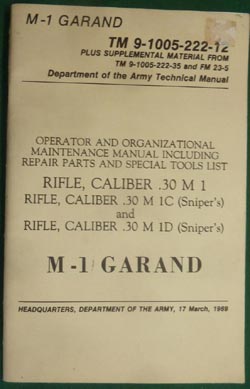 M-1 GARAND
TM 9-1005-222-12
PLUS SUPPLEMENTAL MATERIAL FROM
TM 9-1005-222-35 and FM 23-5
Department of the Army Technical Manual
OPERATOR AND ORGANIZATIONAL
MAINTENANCE MANUAL INCLUDING
REPAIR PARTS AND SPECIAL TOOLS LIST
RIFLE, CALIBER .30 M 1
RIFLE, CALIBER .30 M 1C (Sniper's)
and
RIFLE, CALIBER .30 M 1D (Sniper's)
M-1 GARAND
HEADQUARTERS, DEPARTMENT OF THE ARMY, 17 March, 1969